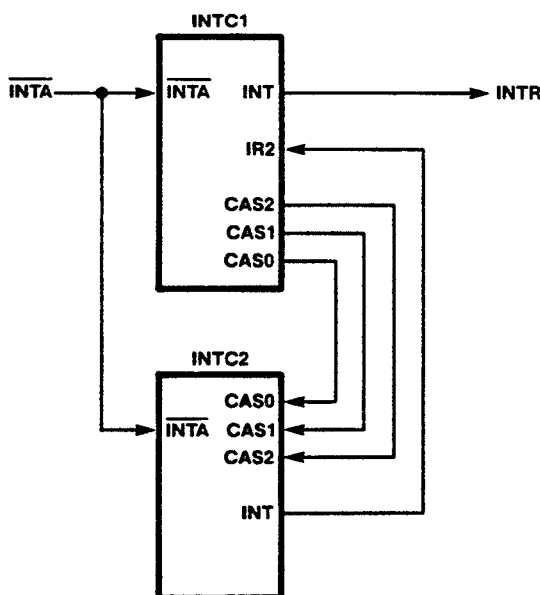 INTC1
INTA INTA INT INTR
IR2
CAS2
CAS1
CAS0
INTC2
CAS0
INTA CAS1
CAS2
INT